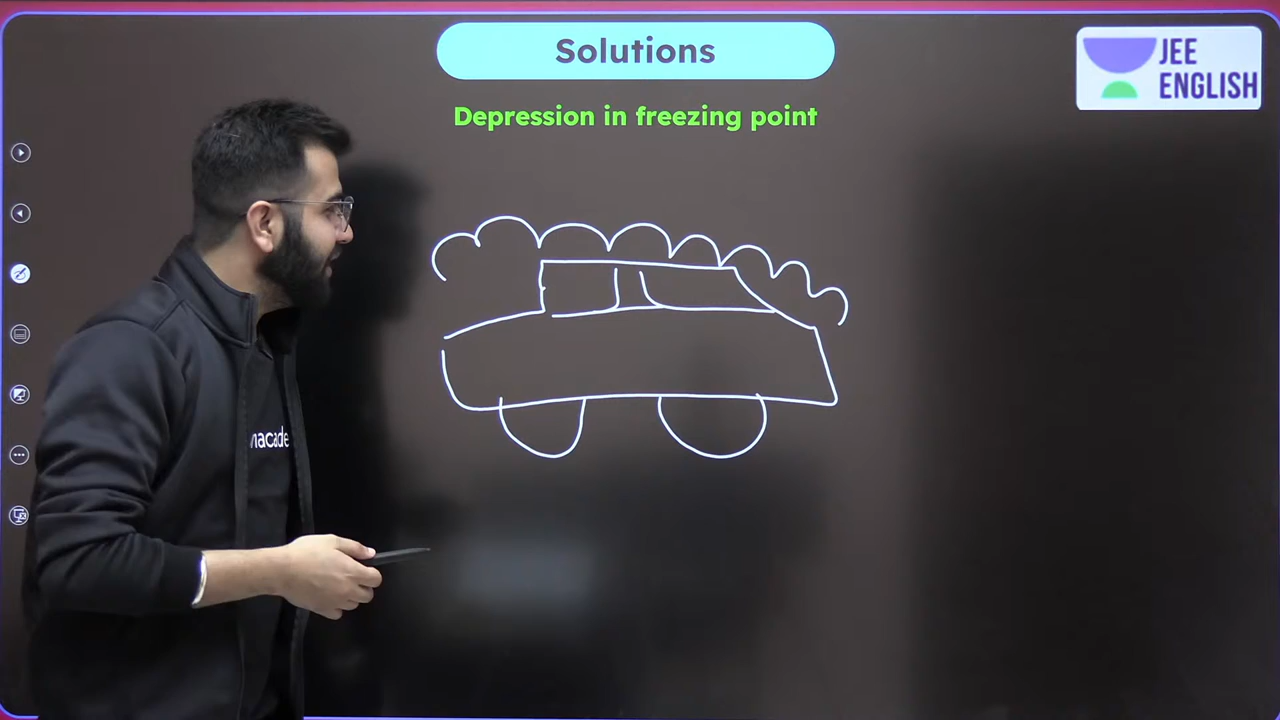 Solutions
JEE
ENGLISH
Depression in freezing point
nacade